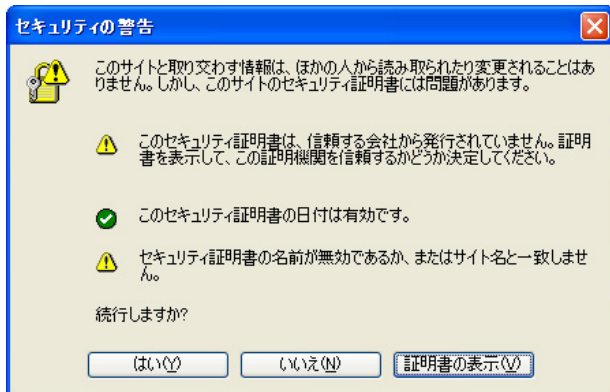 セキュリティの警告
このサイトと取り交わす情報は、ほかの人から読み取られたり変更されることはあ
りません。しかし、このサイトのセキュリティ証明書には問題があります。
このセキュリティ証明書は、信頼する会社から発行されていません。証明
書を表示して、この証明機関を信頼するかどうか決定してください。
このセキュリティ証明書の日付は有効です。
セキュリティ証明書の名前が無効であるか、またはサイト名と一致しませ
ん。
続行しますか?
はい(Y) いいえ(N) 証明書の表示(V)